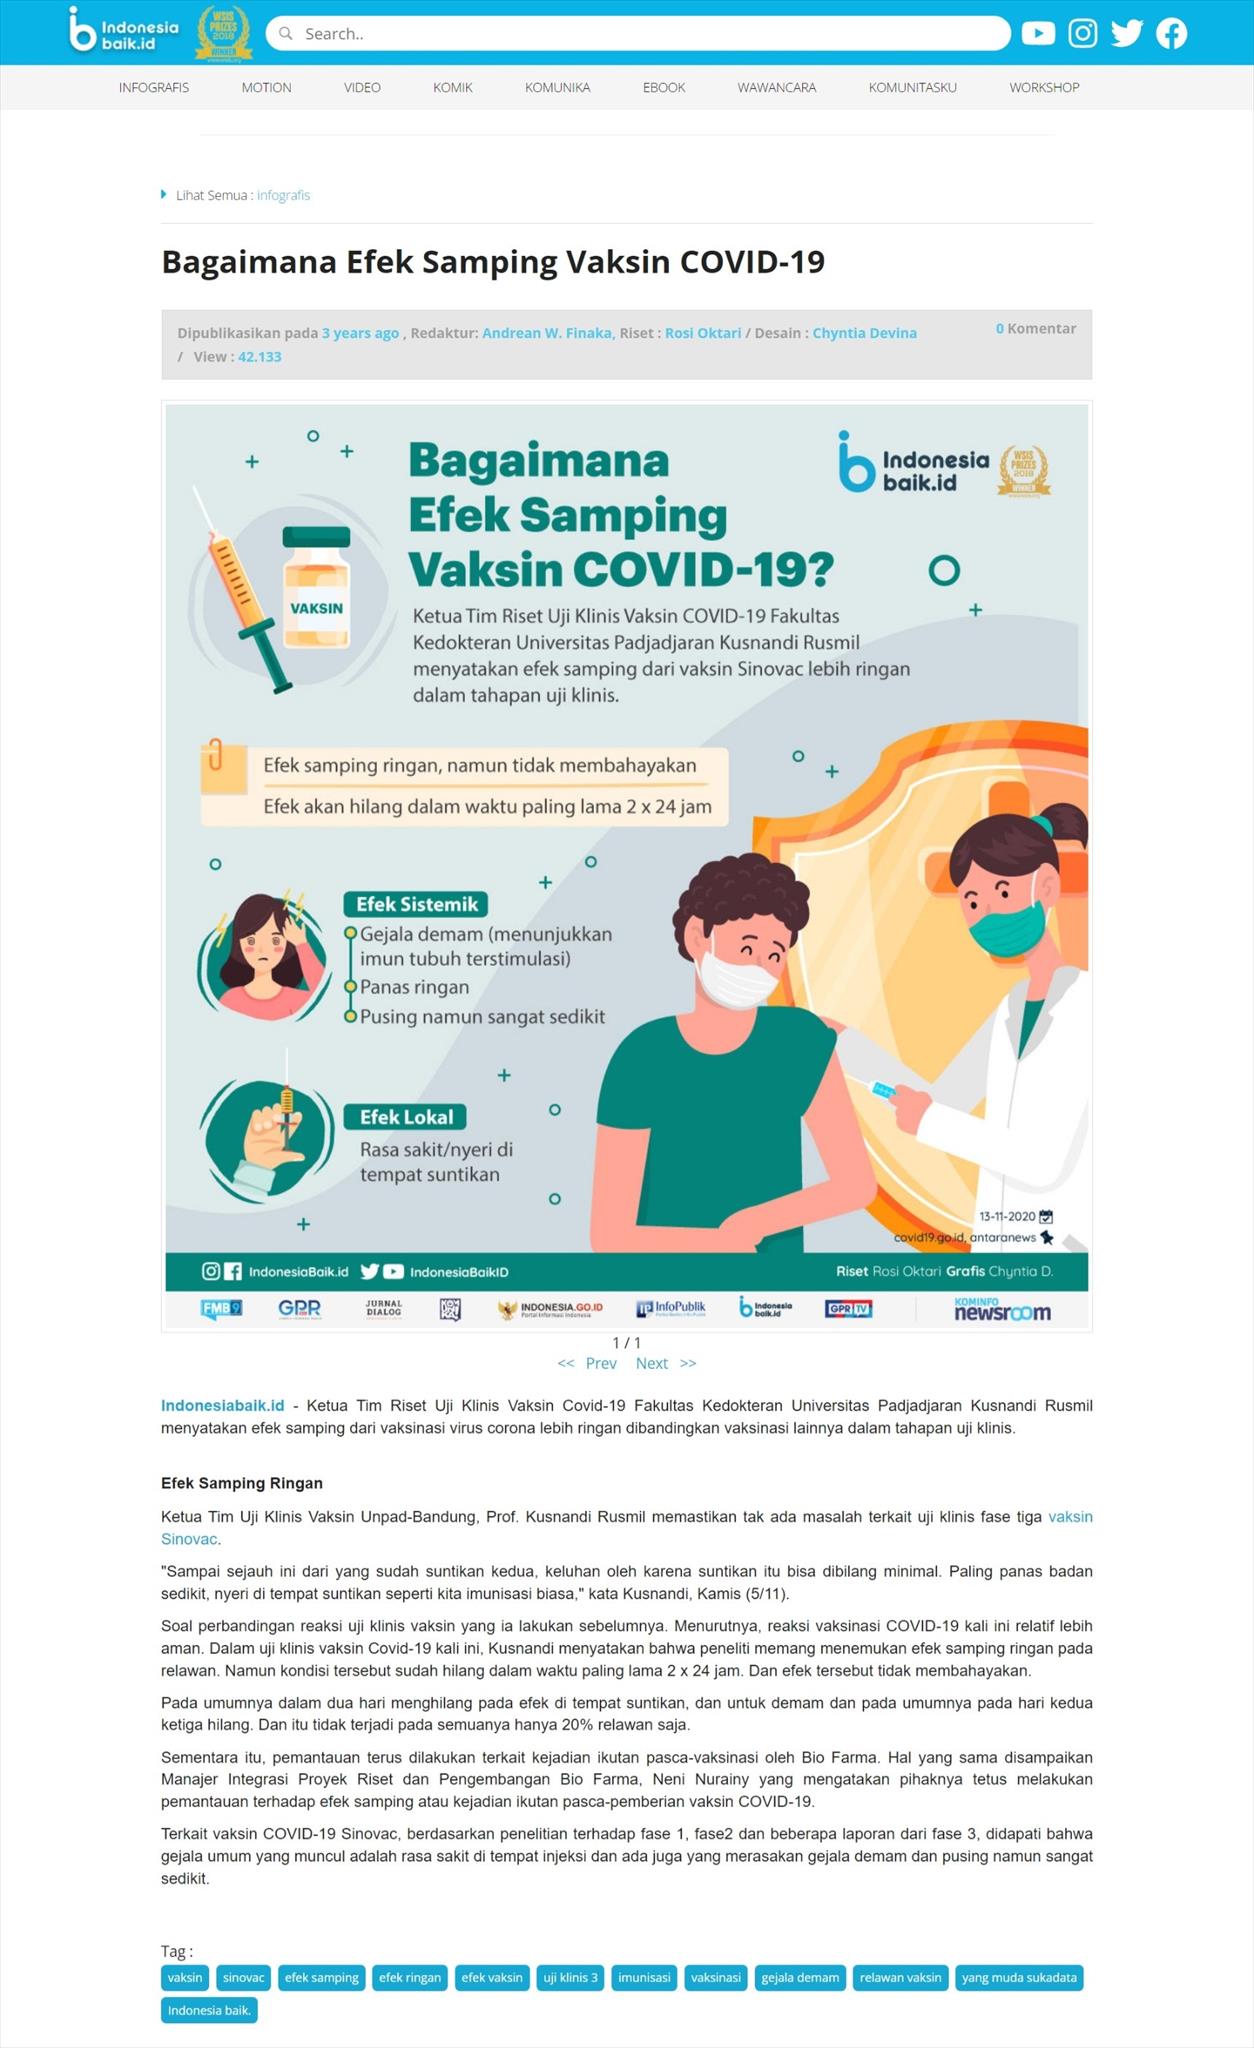 Indonesia
baik.id
WSIS
PRIZES
2018
WINNER
Search..
INFOGRAFIS MOTION VIDEO KOMIK KOMUNIKA EBOOK WAWANCARA KOMUNITASKU WORKSHOP
Lihat Semua : infografis
Bagaimana Efek Samping Vaksin COVID-19
Dipublikasikan pada 3 years ago , Redaktur: Andrean W. Finaka, Riset : Rosi Oktari / Desain : Chyntia Devina
/ View : 42.133
0 Komentar
Bagaimana
Efek Samping
Vaksin COVID-19?
Indonesia
baik.id
WSIS
PRIZES
2018
WINNER
VAKSIN
Ketua Tim Riset Uji Klinis Vaksin COVID-19 Fakultas
Kedokteran Universitas Padjadjaran Kusnandi Rusmil
menyatakan efek samping dari vaksin Sinovac lebih ringan
dalam tahapan uji klinis.
Efek samping ringan, namun tidak membahayakan
Efek akan hilang dalam waktu paling lama 2 x 24 jam
Efek Sistemik
Gejala demam (menunjukkan
imun tubuh terstimulasi)
Panas ringan
Pusing namun sangat sedikit
Efek Lokal
Rasa sakit/nyeri di
tempat suntikan
13-11-2020
covid19.go.id, antaranews
IndonesiaBaik.id IndonesiaBaikID
Riset Rosi Oktari Grafis Chyntia D.
FMB9 GPR JURNAL
DIALOG INDONESIA.GO.ID
Portal Informasi Indonesia InfoPublik Indonesia
baik.id GPR TV KOMINFO
newsroom
1 / 1
<< Prev Next >>
Indonesiabaik.id - Ketua Tim Riset Uji Klinis Vaksin Covid-19 Fakultas Kedokteran Universitas Padjadjaran Kusnandi Rusmil
menyatakan efek samping dari vaksinasi virus corona lebih ringan dibandingkan vaksinasi lainnya dalam tahapan uji klinis.
Efek Samping Ringan
Ketua Tim Uji Klinis Vaksin Unpad-Bandung, Prof. Kusnandi Rusmil memastikan tak ada masalah terkait uji klinis fase tiga vaksin
Sinovac.
"Sampai sejauh ini dari yang sudah suntikan kedua, keluhan oleh karena suntikan itu bisa dibilang minimal. Paling panas badan
sedikit, nyeri di tempat suntikan seperti kita imunisasi biasa," kata Kusnandi, Kamis (5/11).
Soal perbandingan reaksi uji klinis vaksin yang ia lakukan sebelumnya. Menurutnya, reaksi vaksinasi COVID-19 kali ini relatif lebih
aman. Dalam uji klinis vaksin Covid-19 kali ini, Kusnandi menyatakan bahwa peneliti memang menemukan efek samping ringan pada
relawan. Namun kondisi tersebut sudah hilang dalam waktu paling lama 2 x 24 jam. Dan efek tersebut tidak membahayakan.
Pada umumnya dalam dua hari menghilang pada efek di tempat suntikan, dan untuk demam dan pada umumnya pada hari kedua
ketiga hilang. Dan itu tidak terjadi pada semuanya hanya 20% relawan saja.
Sementara itu, pemantauan terus dilakukan terkait kejadian ikutan pasca-vaksinasi oleh Bio Farma. Hal yang sama disampaikan
Manajer Integrasi Proyek Riset dan Pengembangan Bio Farma, Neni Nurainy yang mengatakan pihaknya tetus melakukan
pemantauan terhadap efek samping atau kejadian ikutan pasca-pemberian vaksin COVID-19.
Terkait vaksin COVID-19 Sinovac, berdasarkan penelitian terhadap fase 1, fase2 dan beberapa laporan dari fase 3, didapati bahwa
gejala umum yang muncul adalah rasa sakit di tempat injeksi dan ada juga yang merasakan gejala demam dan pusing namun sangat
sedikit.
Tag :
vaksin sinovac efek samping efek ringan efek vaksin uji klinis 3 imunisasi vaksinasi gejala demam relawan vaksin yang muda sukadata
Indonesia baik.